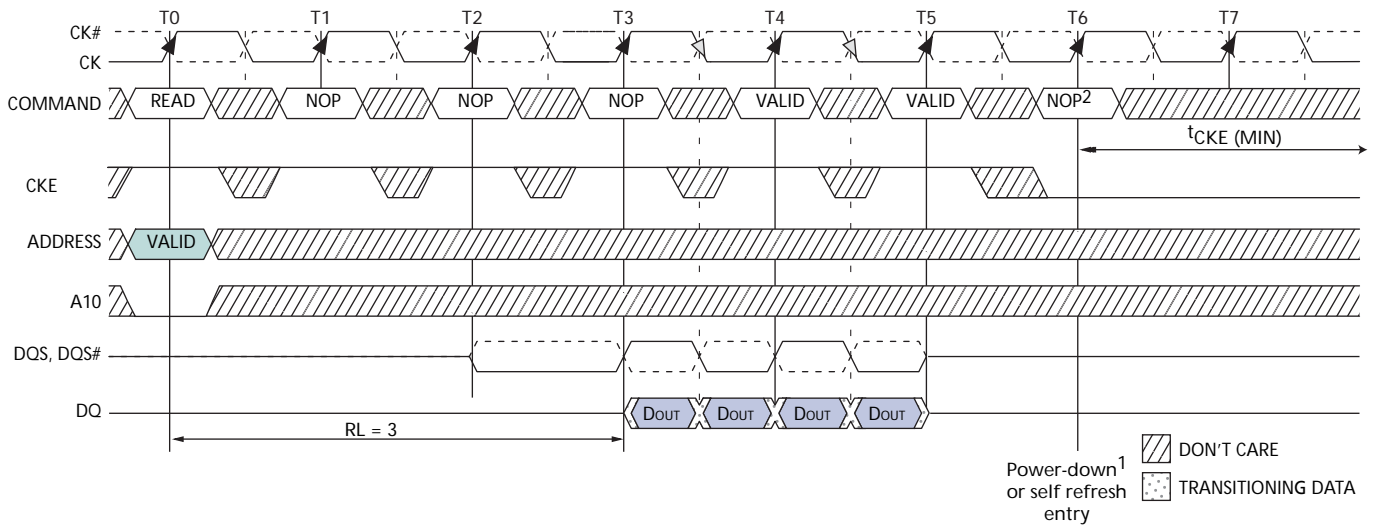 T0 T1 T2 T3 T4 T5 T6 T7
CK#
CK
COMMAND READ NOP NOP NOP VALID VALID NOP2
tCKE (MIN)
CKE
ADDRESS VALID
A10
DQS, DQS#
DQ DOUT DOUT DOUT DOUT
RL = 3
Power-down1
or self refresh
entry
DON'T CARE
TRANSITIONING DATA